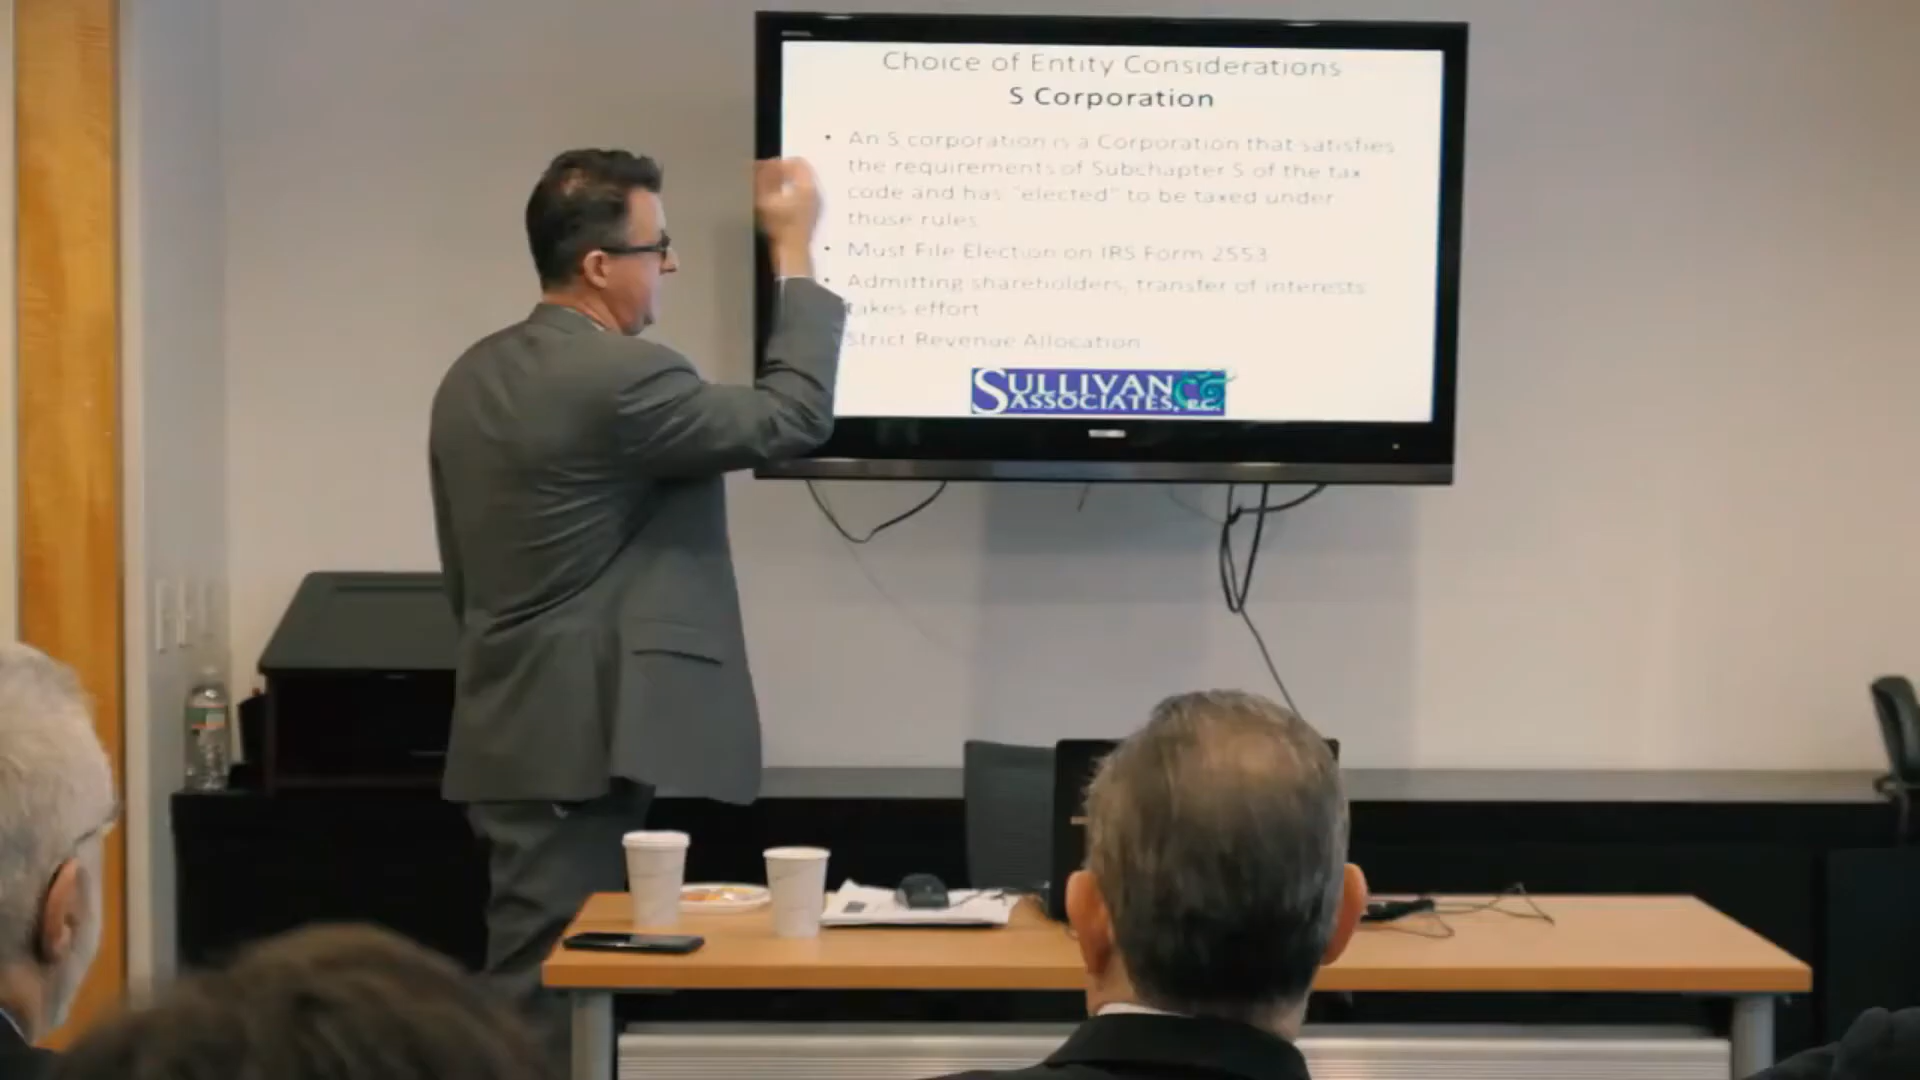 Choice of Entity Considerations
S Corporation
• An S corporation is a Corporation that satisfies
the requirements of Subchapter S of the tax
code and has "elected" to be taxed under
those rules
• Must File Election on IRS Form 2553
• Admitting shareholders, transfer of interests
takes effort
Strict Revenue Allocation
SULLIVAN &
ASSOCIATES, P.C.